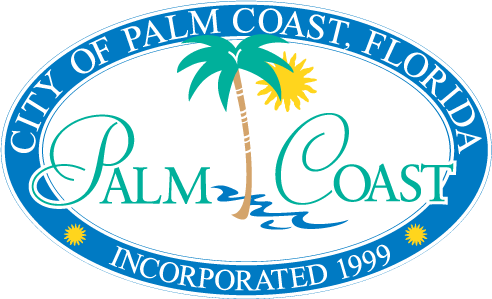 CITY OF PALM COAST, FLORIDA
PALM COAST
INCORPORATED 1999